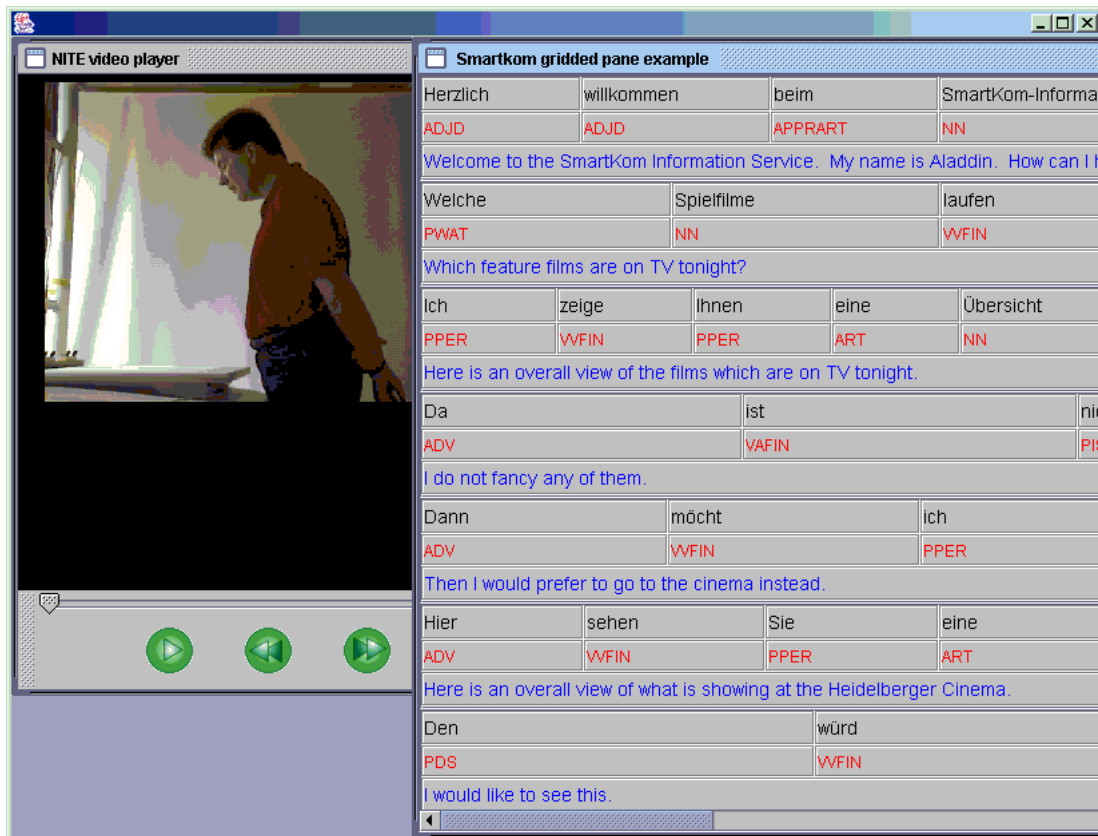 NITE video player
Smartkom gridded pane example
Herzlich willkommen beim SmartKom-Informa
ADJD ADJD APPRART NN
Welcome to the SmartKom Information Service. My name is Aladdin. How can I h
Welche Spielfilme laufen
PWAT NN VVFIN
Which feature films are on TV tonight?
Ich zeige Ihnen eine Übersicht
PPER VVFIN PPER ART NN
Here is an overall view of the films which are on TV tonight.
Da ist nic
ADV VAFIN PIS
I do not fancy any of them.
Dann möcht ich
ADV VVFIN PPER
Then I would prefer to go to the cinema instead.
Hier sehen Sie eine
ADV VVFIN PPER ART
Here is an overall view of what is showing at the Heidelberger Cinema.
Den würd
PDS VVFIN
I would like to see this.